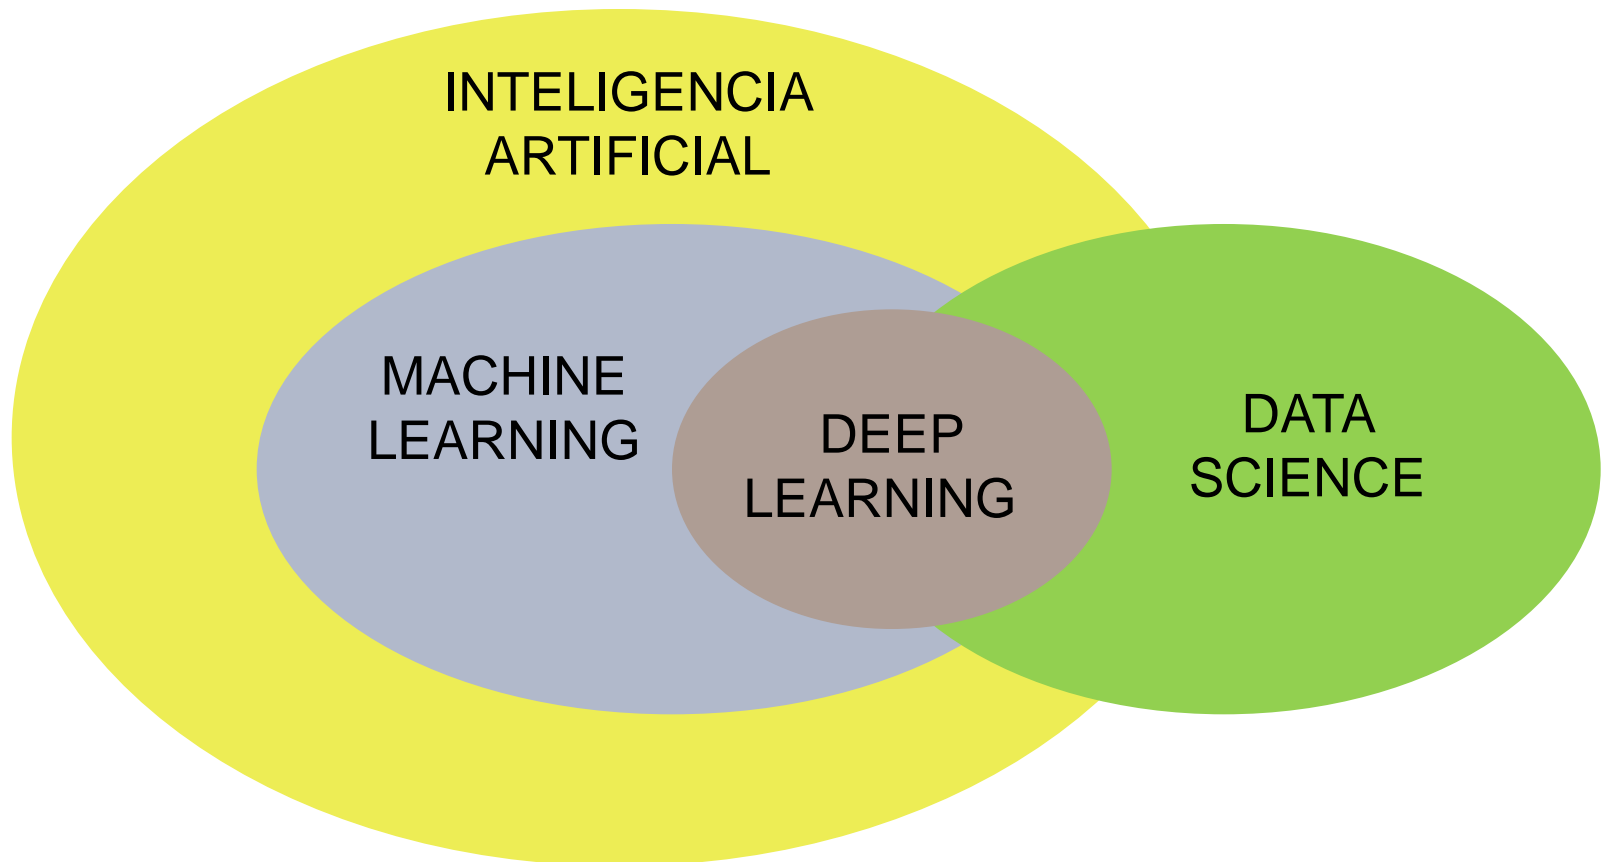 INTELIGENCIA
ARTIFICIAL
MACHINE
LEARNING
DEEP
LEARNING
DATA
SCIENCE